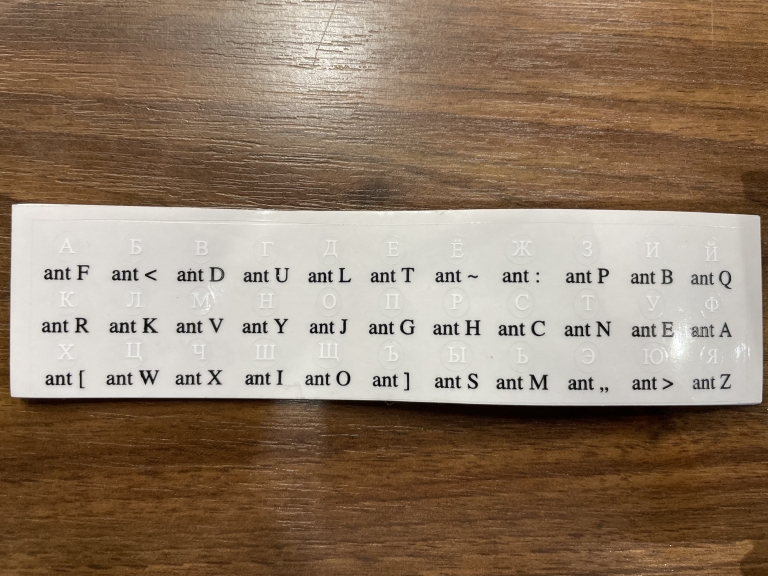 А Б В Г Д Е Ё Ж З И Й
ant F ant < ant D ant U ant L ant T ant ~ ant : ant P ant B ant Q
К Л М Н О П Р С Т У Ф
ant R ant K ant V ant Y ant J ant G ant H ant C ant N ant E ant A
Х Ц Ч Ш Щ Ъ Ы Ь Э Ю Я
ant [ ant W ant X ant I ant O ant ] ant S ant M ant „ ant > ant Z